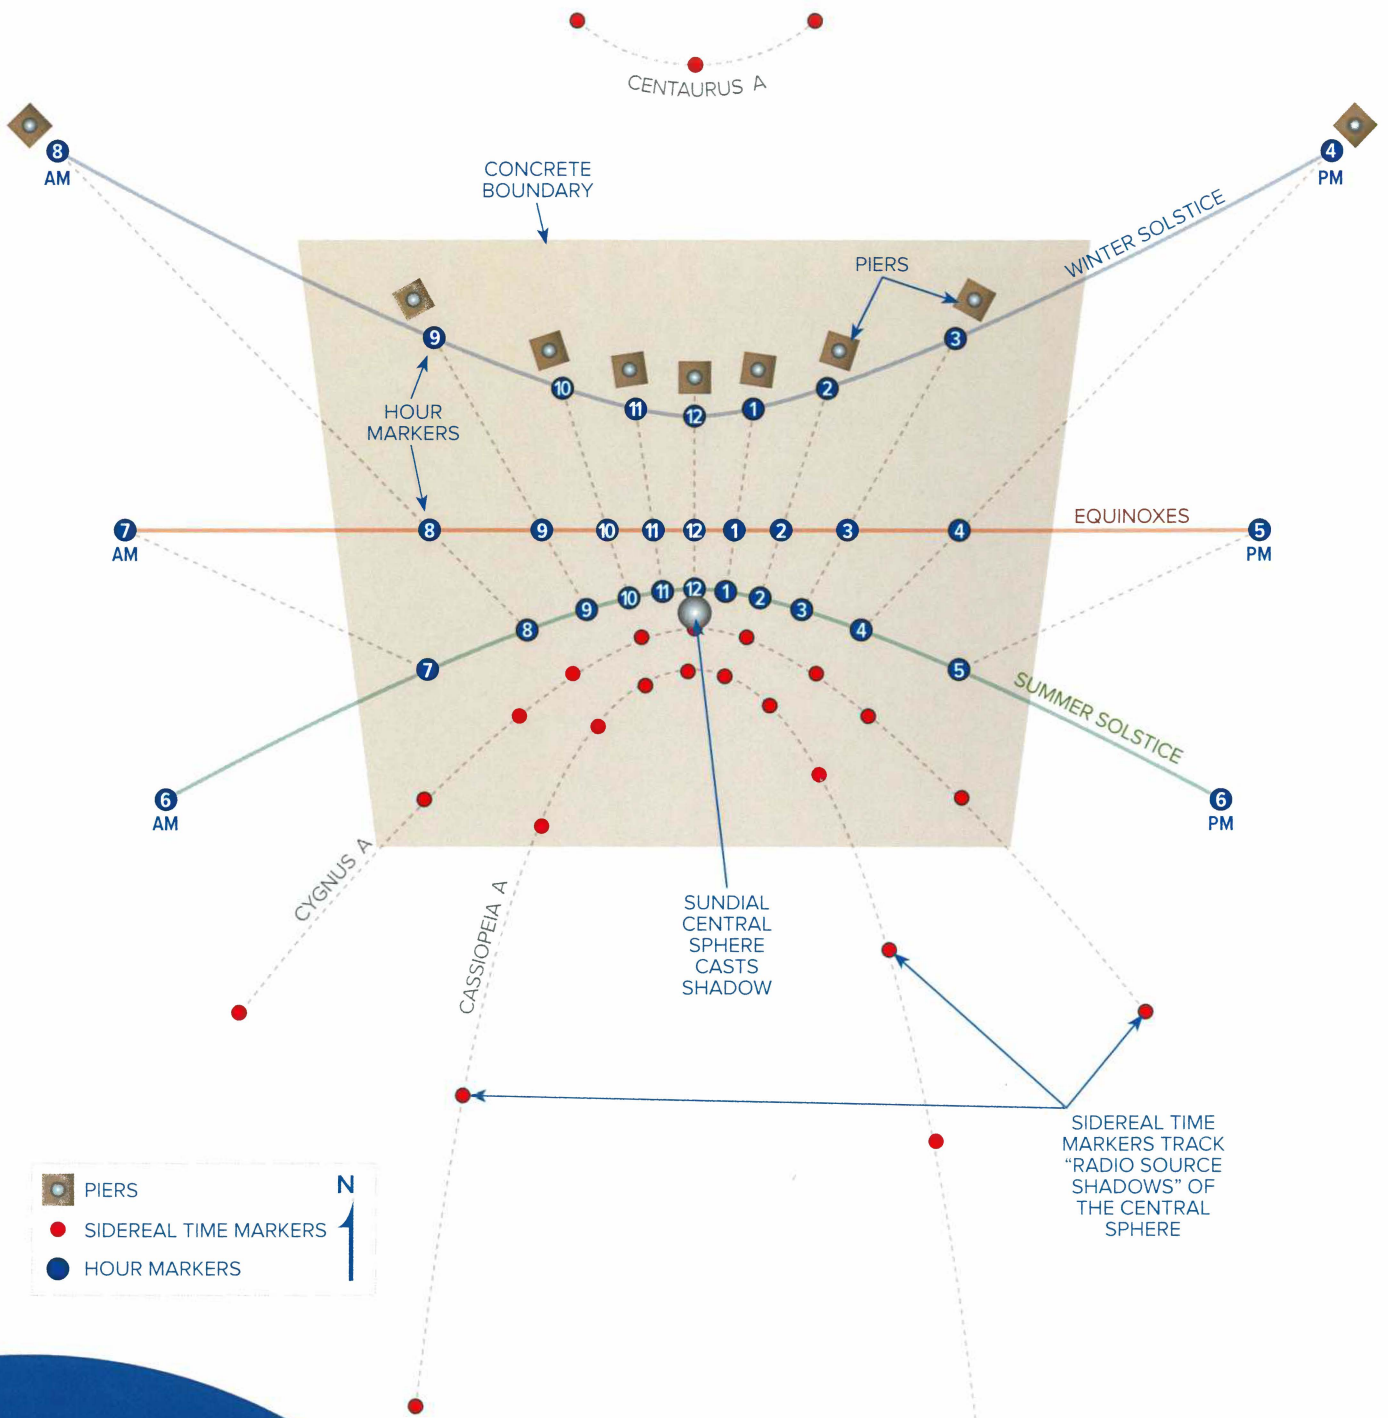 CENTAURUS A
8
AM
4
PM
CONCRETE
BOUNDARY
WINTER SOLSTICE
PIERS
9
3
10
2
11
1
12
HOUR
MARKERS
EQUINOXES
7
AM
8
9
10
11
12
1
2
3
4
5
PM
12
11
1
10
2
9
3
8
4
7
5
SUMMER SOLSTICE
6
AM
6
PM
CYGNUS A
CASSIOPEIA A
SUNDIAL
CENTRAL
SPHERE
CASTS
SHADOW
SIDEREAL TIME
MARKERS TRACK
“RADIO SOURCE
SHADOWS” OF
THE CENTRAL
SPHERE
N
PIERS
SIDEREAL TIME MARKERS
HOUR MARKERS